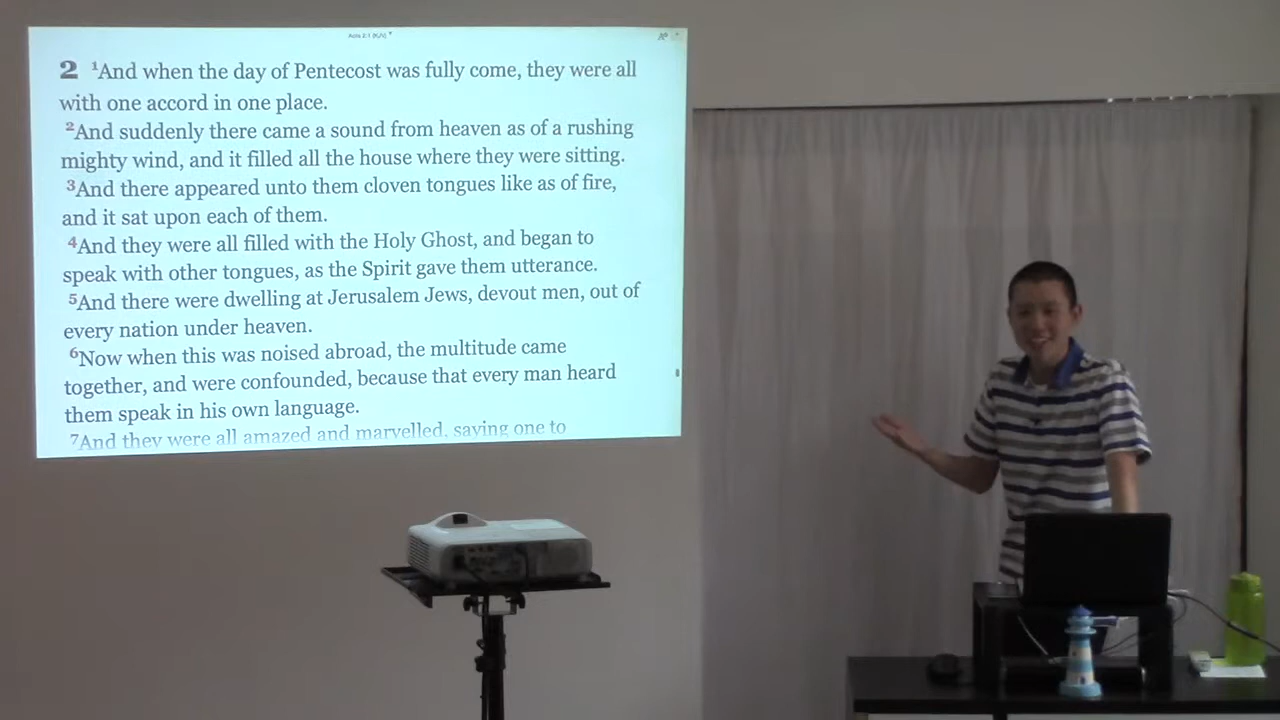 Acts 2:1 (KJV)
2 1And when the day of Pentecost was fully come, they were all
with one accord in one place.
2And suddenly there came a sound from heaven as of a rushing
mighty wind, and it filled all the house where they were sitting.
3And there appeared unto them cloven tongues like as of fire,
and it sat upon each of them.
4And they were all filled with the Holy Ghost, and began to
speak with other tongues, as the Spirit gave them utterance.
5And there were dwelling at Jerusalem Jews, devout men, out of
every nation under heaven.
6Now when this was noised abroad, the multitude came
together, and were confounded, because that every man heard
them speak in his own language.
7And they were all amazed and marvelled, saying one to